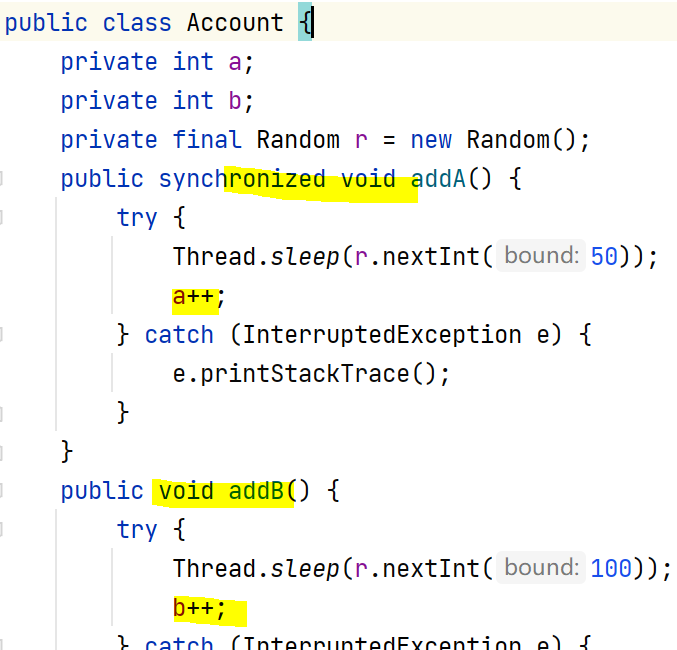 public class Account {
private int a;
private int b;
private final Random r = new Random();
public synchronized void addA() {
try {
Thread.sleep(r.nextInt( bound: 50));
a++;
} catch (InterruptedException e) {
e.printStackTrace();
}
}
public void addB() {
try {
Thread.sleep(r.nextInt( bound: 100));
b++;
} catch (InterruptedException e) {